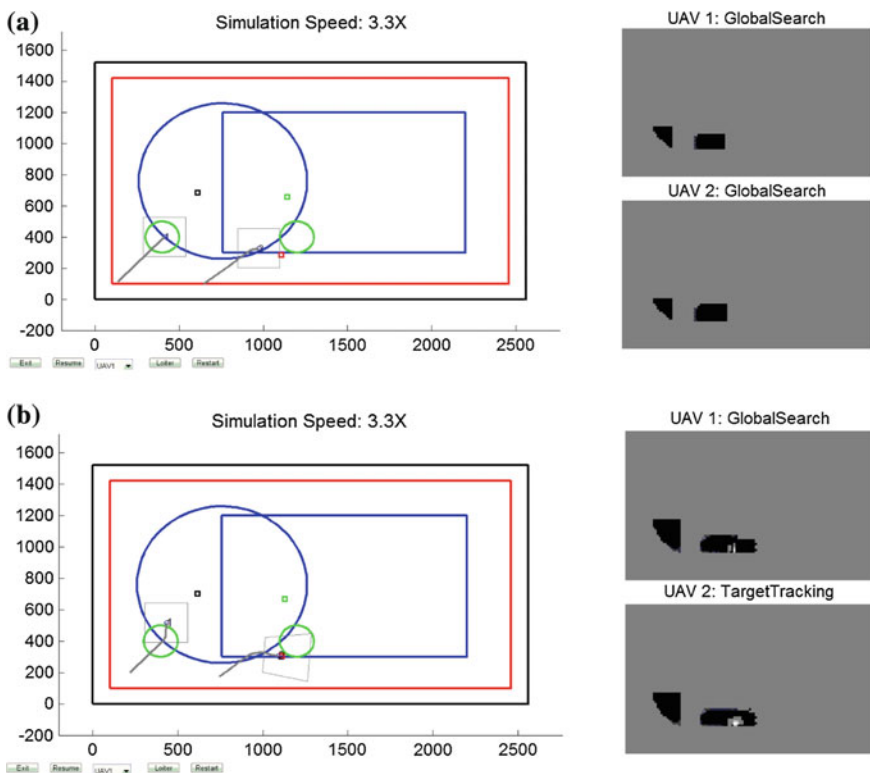 (a)
Simulation Speed: 3.3X
1600
1400
1200
1000
800
600
400
200
0
-200
0 500 1000 1500 2000 2500
Exit Resume UAV1 Loiter Restart
UAV 1: GlobalSearch
UAV 2: GlobalSearch
(b)
Simulation Speed: 3.3X
1600
1400
1200
1000
800
600
400
200
0
-200
0 500 1000 1500 2000 2500
Exit Resume UAV1 Loiter Restart
UAV 1: GlobalSearch
UAV 2: TargetTracking